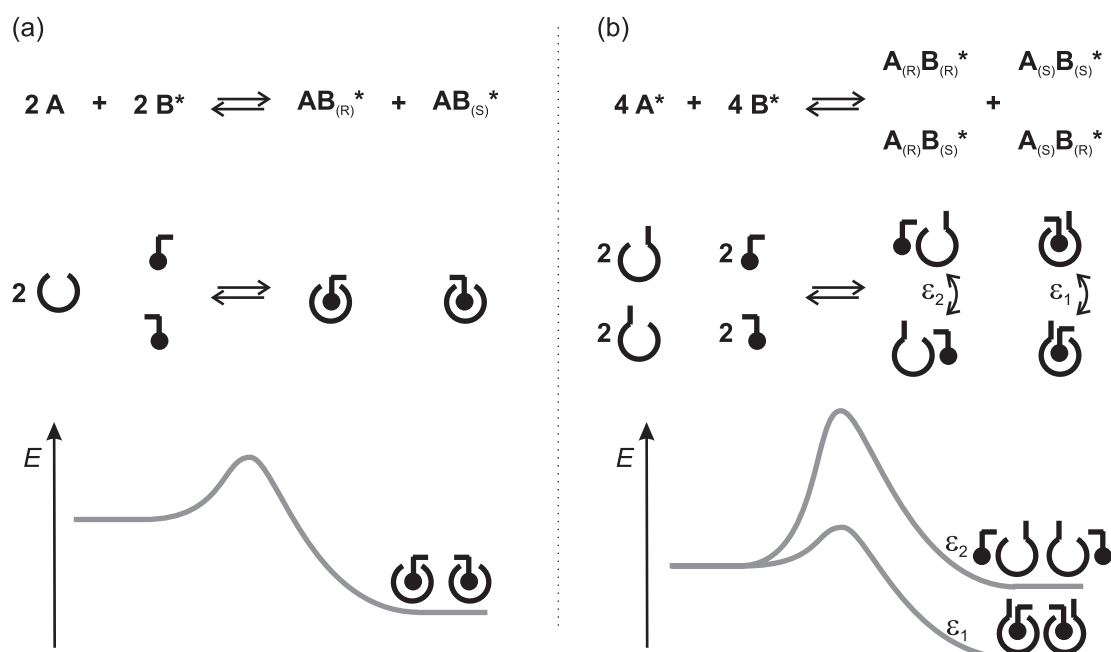 (a)
2 A + 2 B* ⇌ AB(R)* + AB(S)*
2 ⇌
E
(b)
4 A* + 4 B* ⇌ A(R)B(R)* A(S)B(S)*
+
A(R)B(S)* A(S)B(R)*
2 2
⇌ ε2 ε1
2 2
E
ε2
ε1